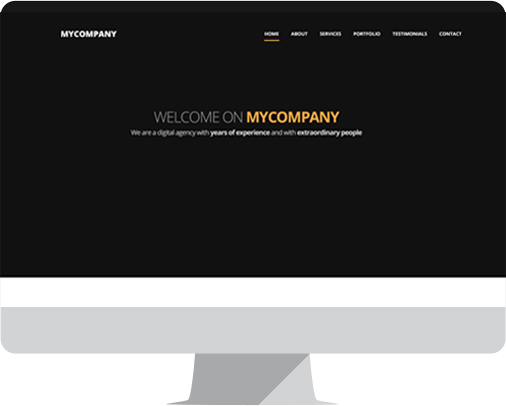 MYCOMPANY HOME ABOUT SERVICES PORTFOLIO TESTIMONIALS CONTACT
WELCOME ON MYCOMPANY
We are a digital agency with years of experience and with extraordinary people